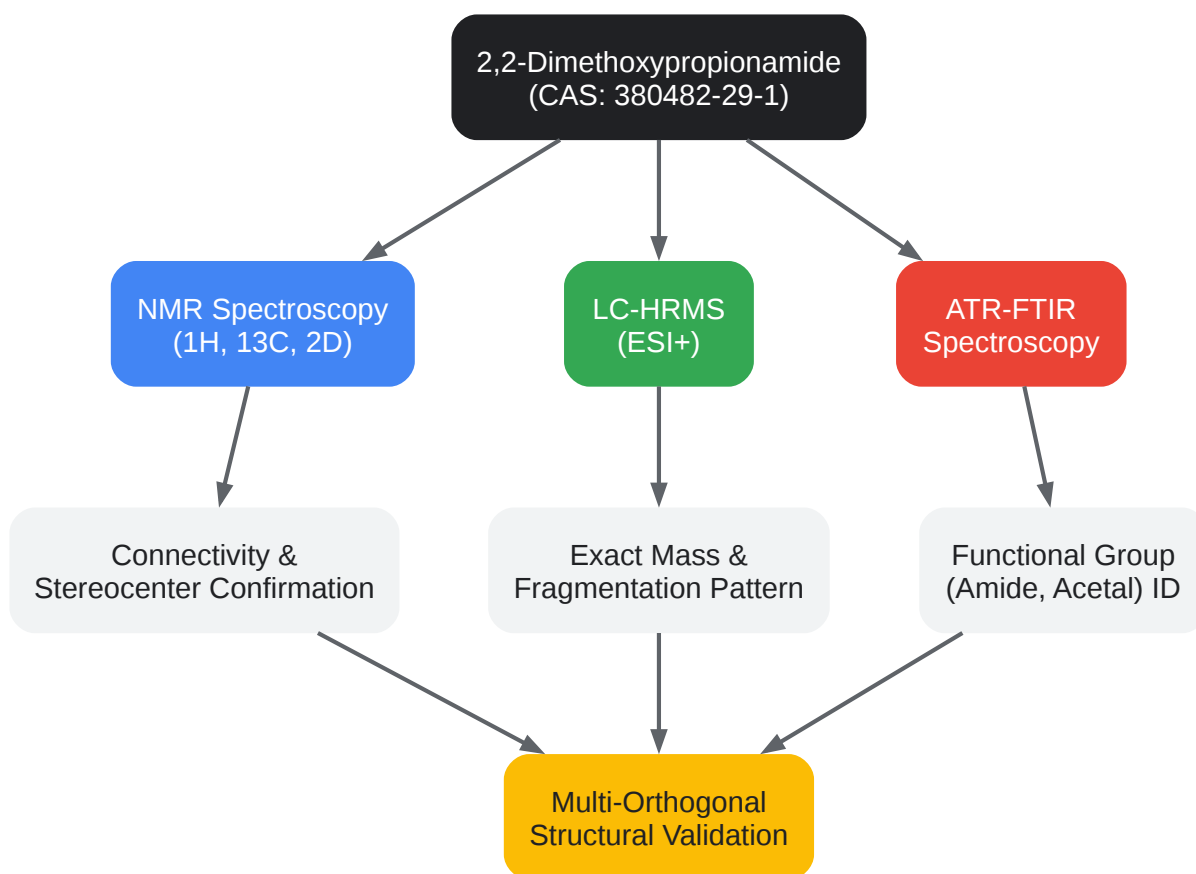 2,2-Dimethoxypropionamide
(CAS: 380482-29-1)
NMR Spectroscopy
(1H, 13C, 2D)
LC-HRMS
(ESI+)
ATR-FTIR
Spectroscopy
Connectivity &
Stereocenter Confirmation
Exact Mass &
Fragmentation Pattern
Functional Group
(Amide, Acetal) ID
Multi-Orthogonal
Structural Validation